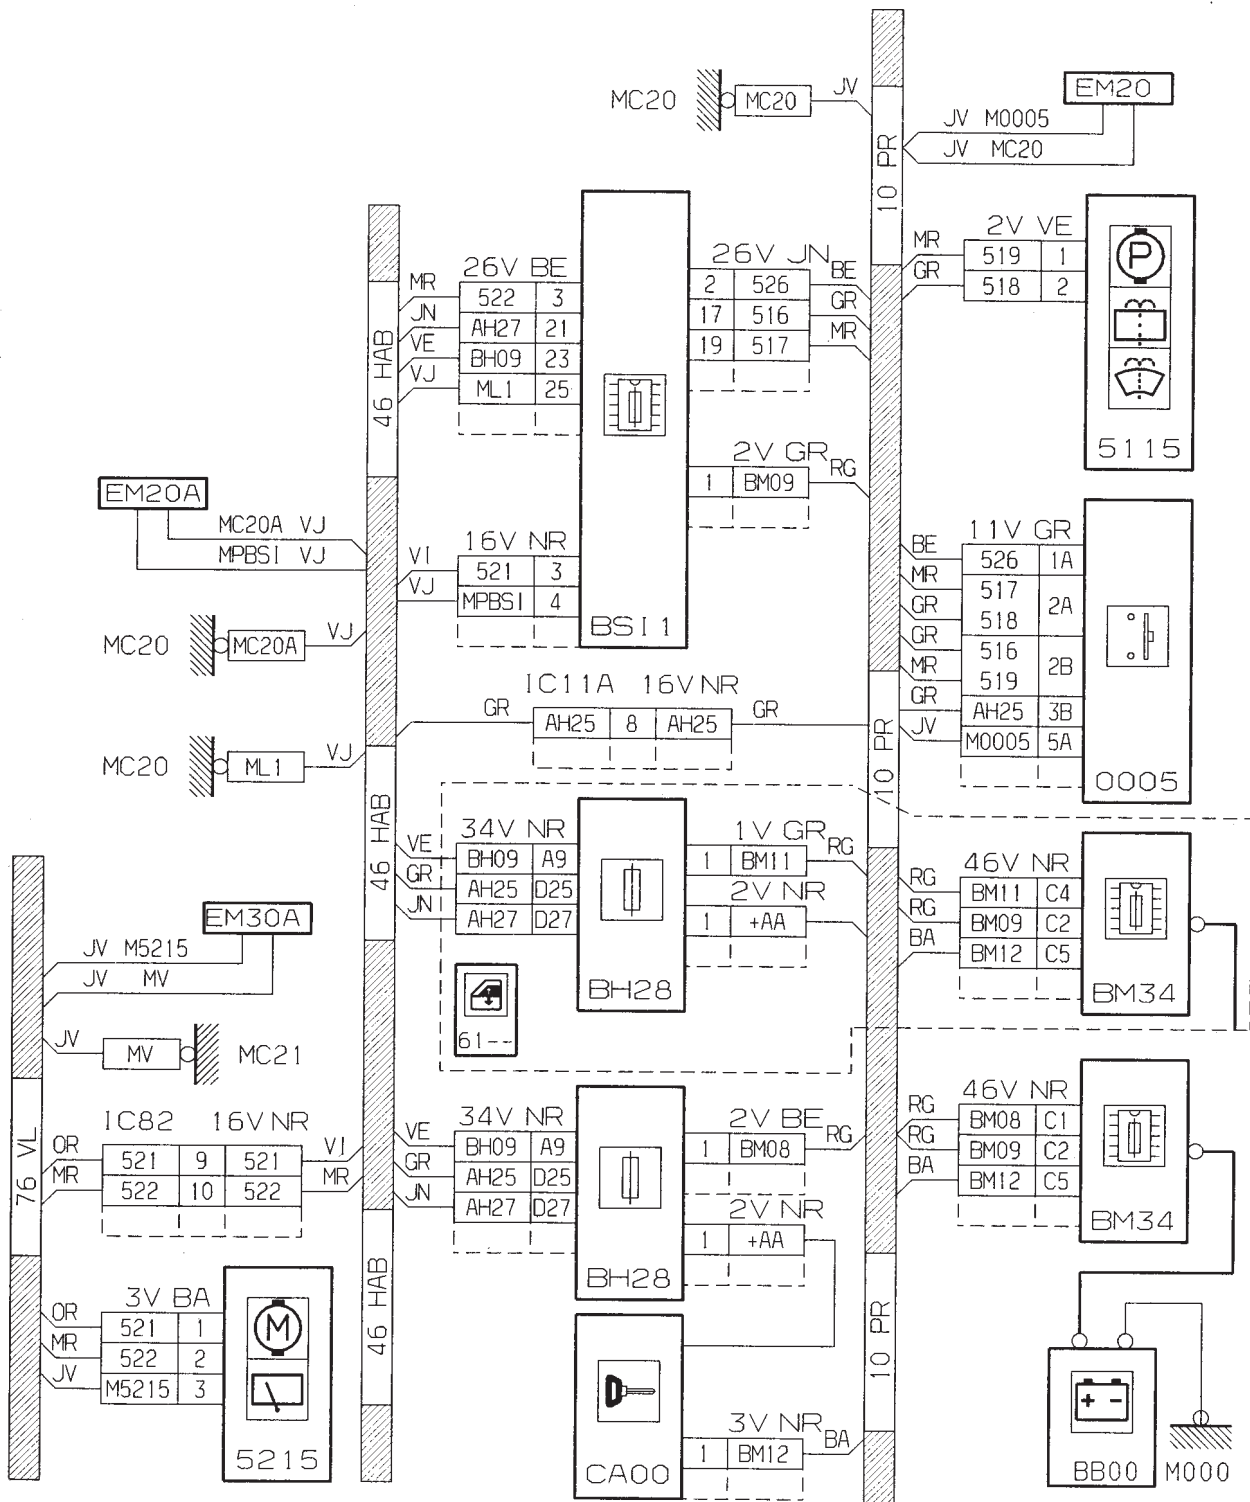 MC20 MC20 JV
EM20
JV M0005
JV MC20
10 PR
2V VE
MR 519 1
GR 518 2
P
5115
26V BE
MR 522 3
JN AH27 21
VE BH09 23
VJ ML1 25
46 HAB
26V JN
2 526 BE
17 516 GR
19 517 MR
2V GR
1 BM09 RG
EM20A
MC20A VJ
MPBSI VJ
16V NR
VI 521 3
VJ MPBSI 4
BSI1
11V GR
BE 526 1A
MR 517
2A
GR 518
GR 516
2B
MR 519
GR AH25 3B
JV M0005 5A
0005
MC20 MC20A VJ
IC11A 16V NR
GR AH25 8 AH25 GR
10 PR
MC20 ML1 VJ
46 HAB
34V NR
VE BH09 A9
GR AH25 D25
JN AH27 D27
1V GR
1 BM11 RG
2V NR
1 +AA
BH28
61--
46V NR
RG BM11 C4
RG BM09 C2
BA BM12 C5
BM34
EM30A
JV M5215
JV MV
JV MV MC21
76 VL
IC82 16V NR
OR 521 9 521 VI
MR 522 10 522 MR
34V NR
VE BH09 A9
GR AH25 D25
JN AH27 D27
2V BE
1 BM08 RG
2V NR
1 +AA
BH28
46V NR
RG BM08 C1
RG BM09 C2
BA BM12 C5
BM34
46 HAB
3V BA
OR 521 1
MR 522 2
JV M5215 3
M
5215
10 PR
3V NR
1 BM12 BA
CA00
+ -
BB00 M000